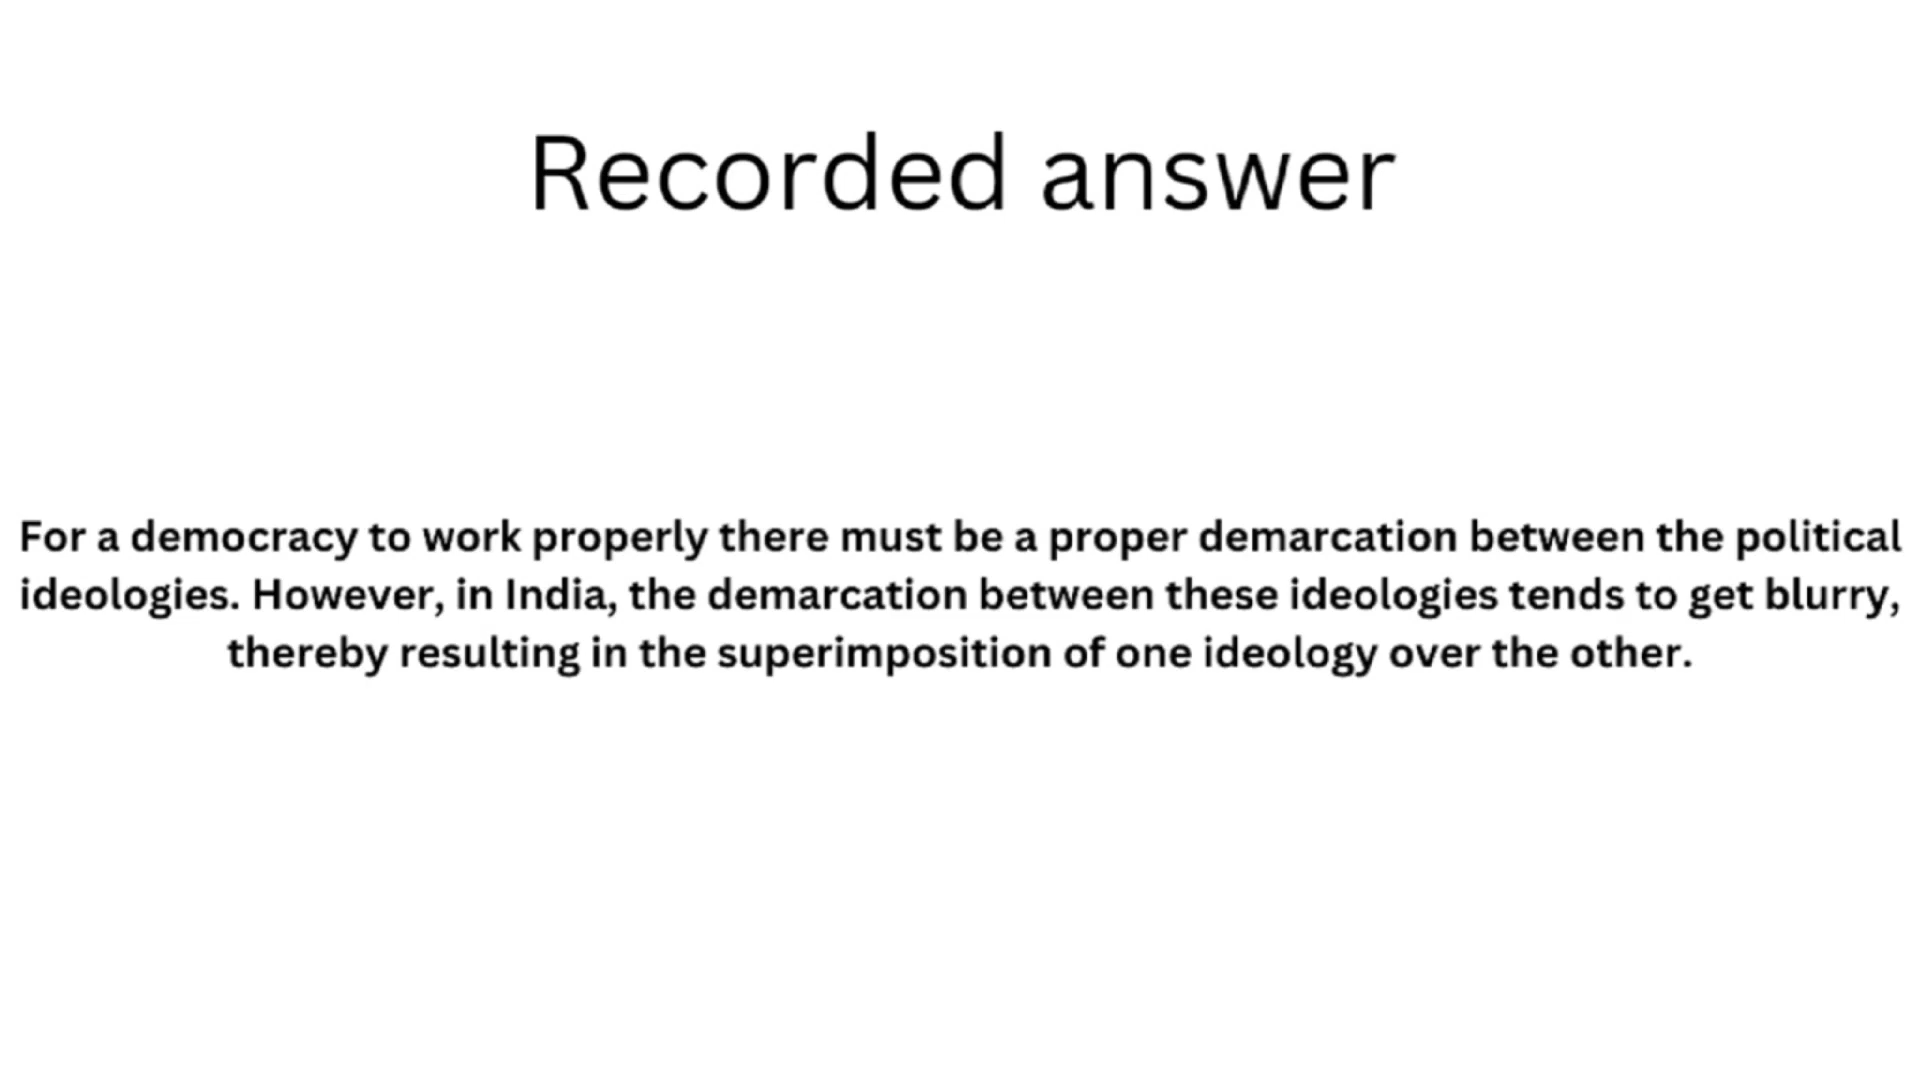 Recorded answer
For a democracy to work properly there must be a proper demarcation between the political
ideologies. However, in India, the demarcation between these ideologies tends to get blurry,
thereby resulting in the superimposition of one ideology over the other.